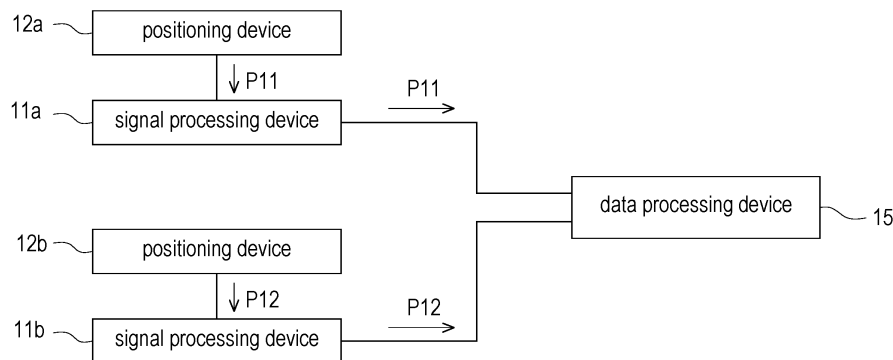 12a
positioning device
P11
11a
signal processing device
P11
data processing device
15
12b
positioning device
P12
11b
signal processing device
P12